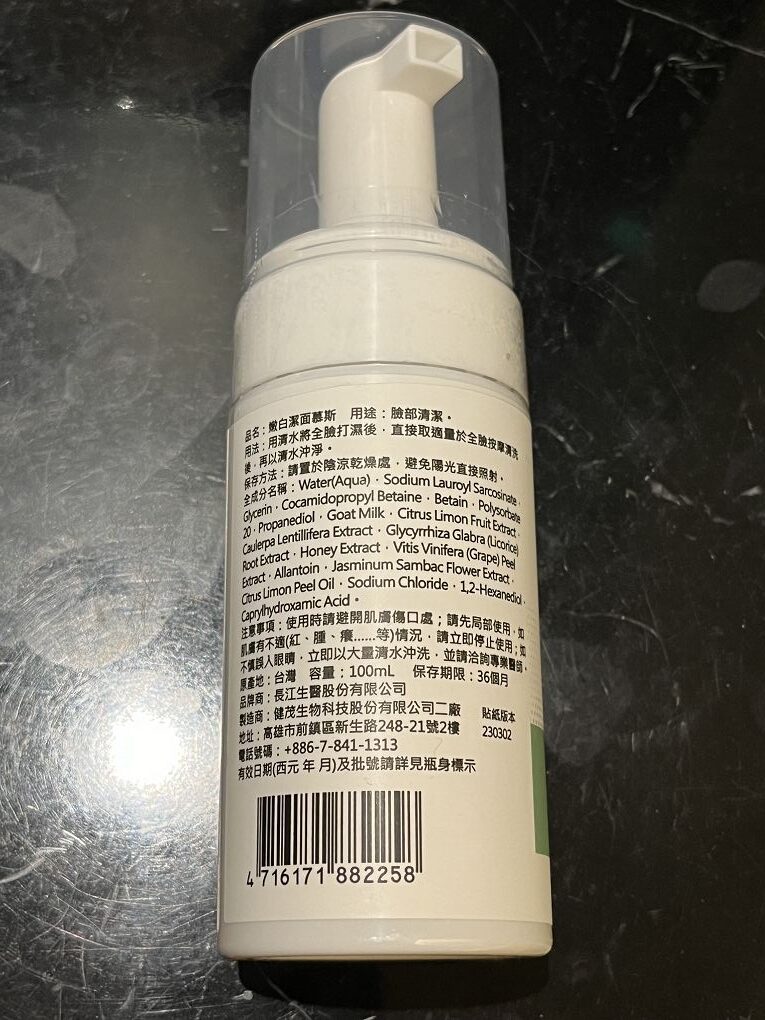 品名：嫩白潔面慕斯　用途：臉部清潔。
用法：用清水將全臉打濕後，直接取適量於全臉按摩清洗
後，再以清水沖淨。
保存方法：請置於陰涼乾燥處，避免陽光直接照射。
全成分名稱：Water(Aqua)‧Sodium Lauroyl Sarcosinate‧
Glycerin‧Cocamidopropyl Betaine‧Betain‧Polysorbate
20‧Propanediol‧Goat Milk‧Citrus Limon Fruit Extract‧
Caulerpa Lentillifera Extract‧Glycyrrhiza Glabra (Licorice)
Root Extract‧Honey Extract‧Vitis Vinifera (Grape) Peel
Extract‧Allantoin‧Jasminum Sambac Flower Extract‧
Citrus Limon Peel Oil‧Sodium Chloride‧1,2-Hexanediol‧
Caprylhydroxamic Acid。
注意事項：使用時請避開肌膚傷口處；請先局部使用，如
肌膚有不適(紅、腫、癢......等)情況，請立即停止使用；如
不慎誤入眼睛，立即以大量清水沖洗，並請洽詢專業醫師。
原產地：台灣　容量：100mL　保存期限：36個月
品牌商：長江生醫股份有限公司
製造商：健茂生物科技股份有限公司二廠　貼紙版本
地址：高雄市前鎮區新生路248-21號2樓　230302
電話號碼：+886-7-841-1313
有效日期(西元 年 月)及批號請詳見瓶身標示
4 716171 882258